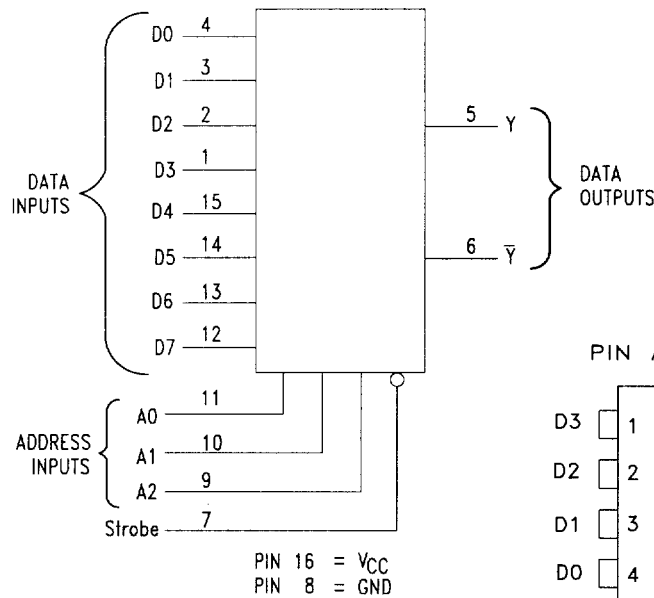 D0 4
D1 3
D2 2
D3 1
D4 15
D5 14
D6 13
D7 12
DATA
INPUTS
5 Y
6 Y̅
DATA
OUTPUTS
A0 11
A1 10
A2 9
ADDRESS
INPUTS
Strobe 7
PIN 16 = VCC
PIN 8 = GND
PIN
D3 1
D2 2
D1 3
D0 4